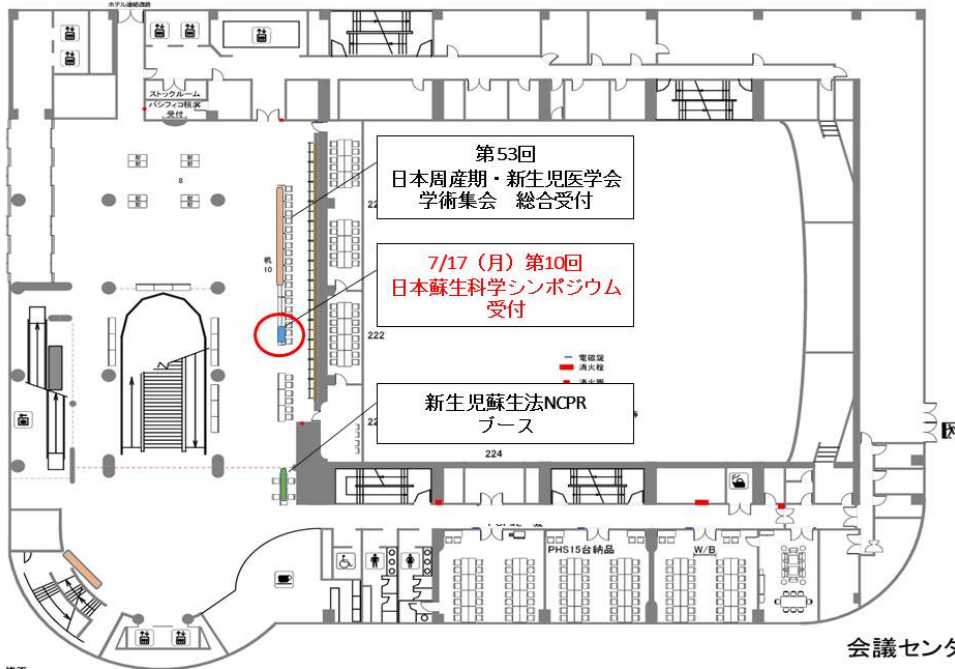 ホテル連絡通路
ストックルーム
パシフィコ横浜
受付
8
机
10
第53回
日本周産期・新生児医学会
学術集会 総合受付
7/17（月）第10回
日本蘇生科学シンポジウム
受付
222
電磁錠
消火栓
新生児蘇生法NCPR
ブース
224
PHS15台納品
W/B
会議センタ